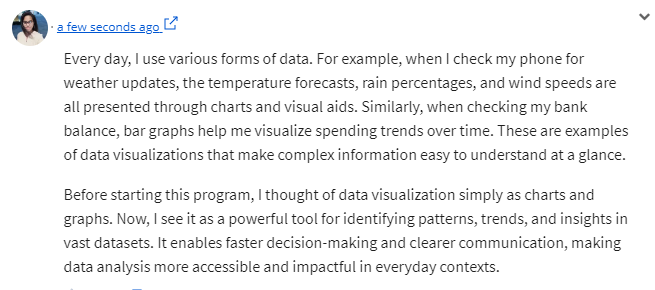 · a few seconds ago
Every day, I use various forms of data. For example, when I check my phone for
weather updates, the temperature forecasts, rain percentages, and wind speeds are
all presented through charts and visual aids. Similarly, when checking my bank
balance, bar graphs help me visualize spending trends over time. These are examples
of data visualizations that make complex information easy to understand at a glance.
Before starting this program, I thought of data visualization simply as charts and
graphs. Now, I see it as a powerful tool for identifying patterns, trends, and insights in
vast datasets. It enables faster decision-making and clearer communication, making
data analysis more accessible and impactful in everyday contexts.